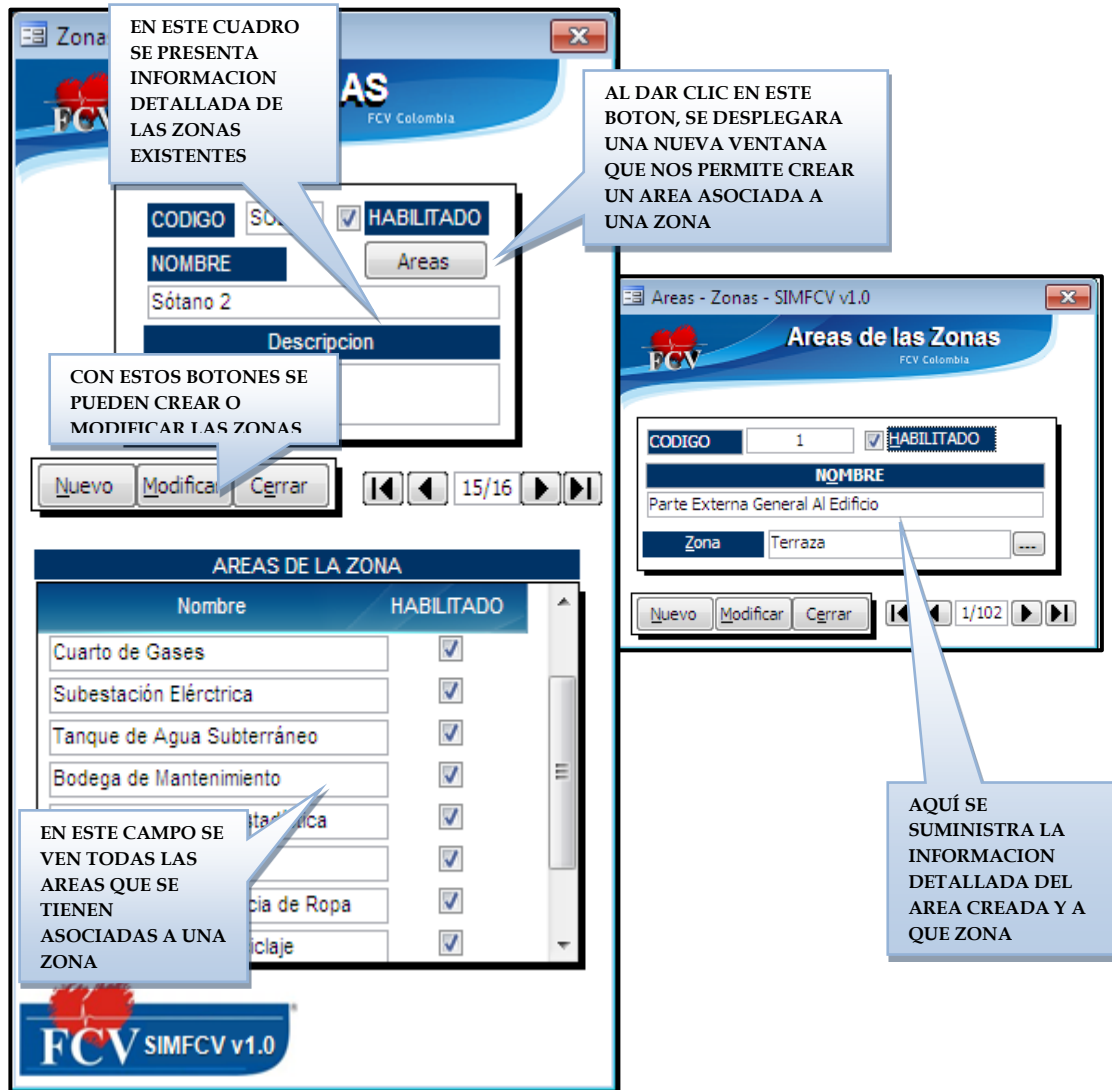 Zona
EN ESTE CUADRO
SE PRESENTA
INFORMACION
DETALLADA DE
LAS ZONAS
EXISTENTES
FCV
AS
FCV Colombia
AL DAR CLIC EN ESTE
BOTON, SE DESPLEGARA
UNA NUEVA VENTANA
QUE NOS PERMITE CREAR
UN AREA ASOCIADA A
UNA ZONA
CODIGO HABILITADO
NOMBRE Areas
Sótano 2
Descripcion
CON ESTOS BOTONES SE
PUEDEN CREAR O
MODIFICAR LAS ZONAS
Nuevo Modificar Cerrar 15/16
AREAS DE LA ZONA
Nombre HABILITADO
Cuarto de Gases
Subestación Elérctrica
Tanque de Agua Subterráneo
Bodega de Mantenimiento
EN ESTE CAMPO SE
VEN TODAS LAS
AREAS QUE SE
TIENEN
ASOCIADAS A UNA
ZONA
cia de Ropa
iclaje
FCV SIMFCV v1.0
Areas - Zonas - SIMFCV v1.0
FCV
Areas de las Zonas
FCV Colombia
CODIGO 1 HABILITADO
NOMBRE
Parte Externa General Al Edificio
Zona Terraza ...
Nuevo Modificar Cerrar 1/102
AQUÍ SE
SUMINISTRA LA
INFORMACION
DETALLADA DEL
AREA CREADA Y A
QUE ZONA